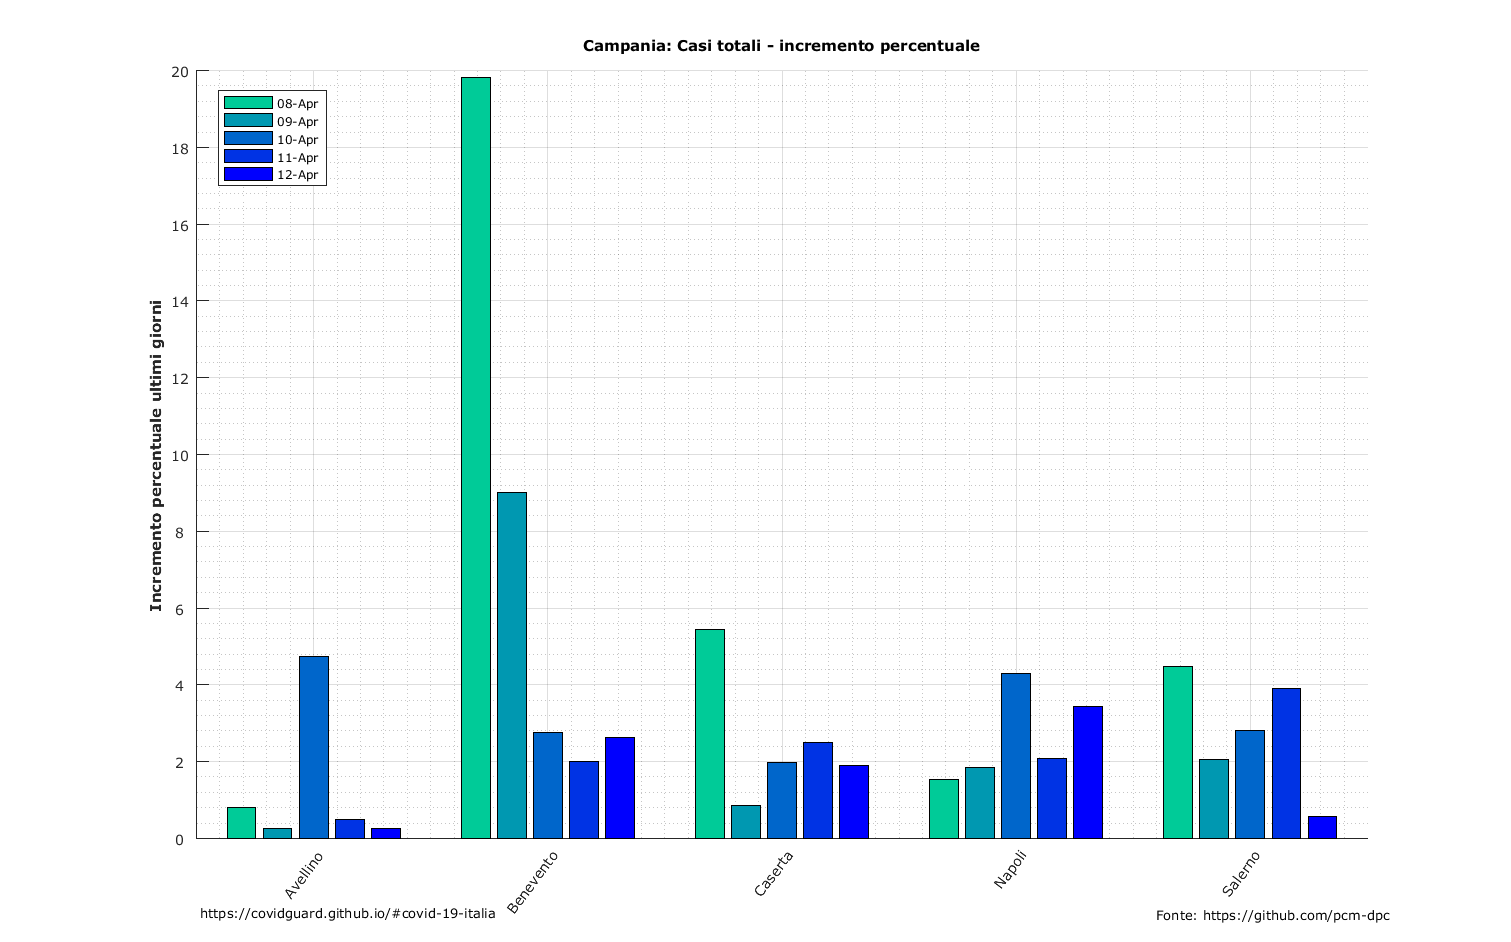 Campania: Casi totali - incremento percentuale
20
18
16
14
12
10
8
6
4
2
0
Incremento percentuale ultimi giorni
08-Apr
09-Apr
10-Apr
11-Apr
12-Apr
Avellino
Benevento
Caserta
Napoli
Salerno
https://covidguard.github.io/#covid-19-italia
Fonte: https://github.com/pcm-dpc